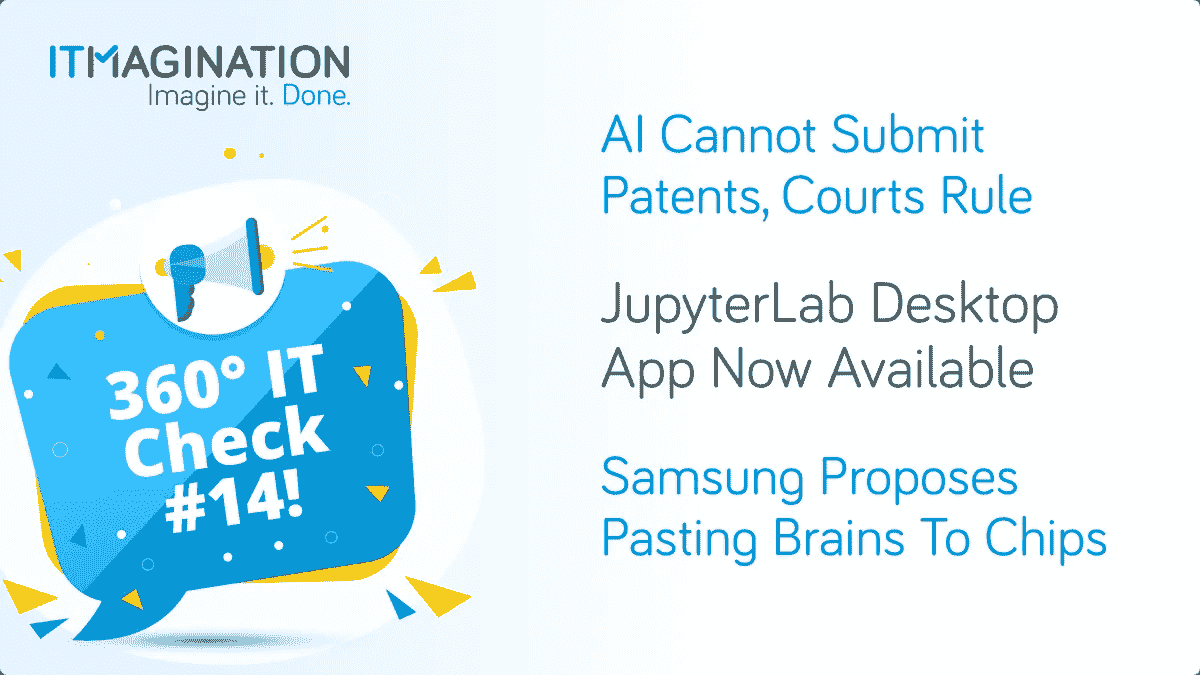 ITMAGINATION
Imagine it. Done.
360° IT
Check
#14!
AI Cannot Submit
Patents, Courts Rule
JupyterLab Desktop
App Now Available
Samsung Proposes
Pasting Brains To Chips